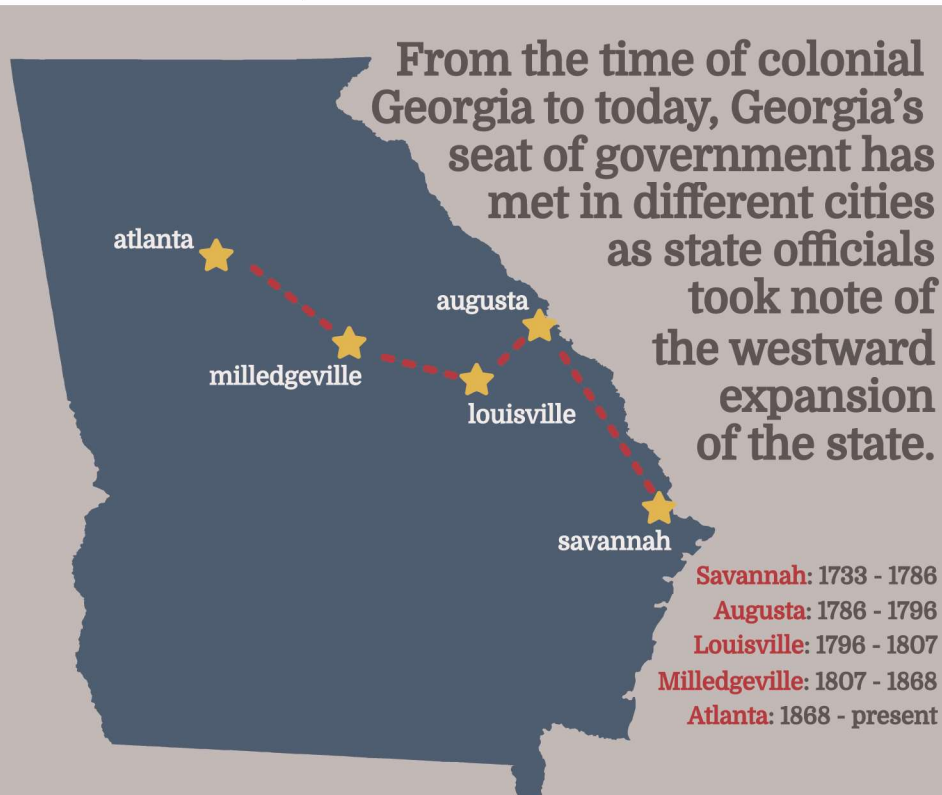 From the time of colonial
Georgia to today, Georgia's
seat of government has
met in different cities
as state officials
took note of
the westward
expansion
of the state.
atlanta
augusta
milledgeville
louisville
savannah
Savannah: 1733 - 1786
Augusta: 1786 - 1796
Louisville: 1796 - 1807
Milledgeville: 1807 - 1868
Atlanta: 1868 - present